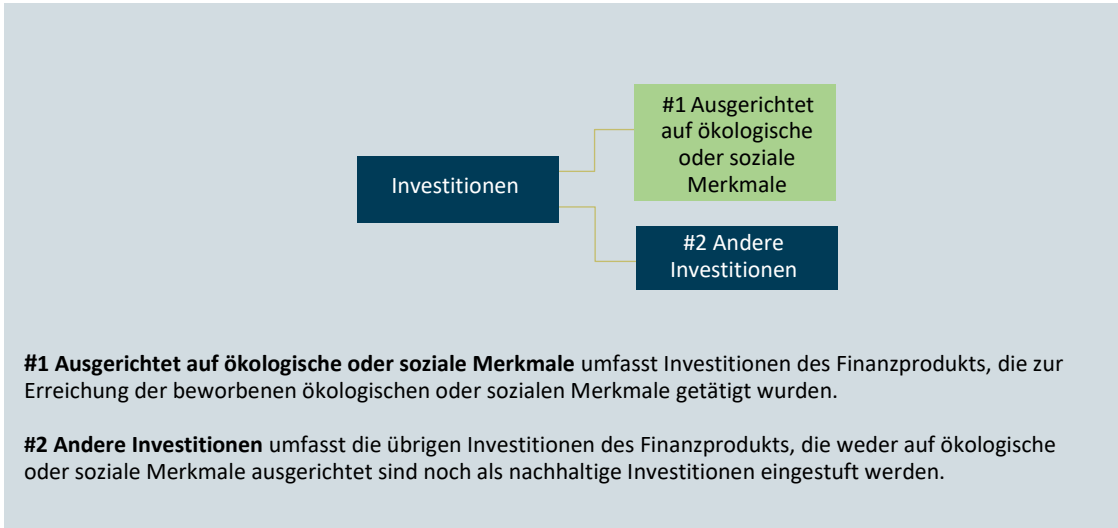 #1 Ausgerichtet
auf ökologische
oder soziale
Merkmale
Investitionen
#2 Andere
Investitionen
#1 Ausgerichtet auf ökologische oder soziale Merkmale umfasst Investitionen des Finanzprodukts, die zur
Erreichung der beworbenen ökologischen oder sozialen Merkmale getätigt wurden.
#2 Andere Investitionen umfasst die übrigen Investitionen des Finanzprodukts, die weder auf ökologische
oder soziale Merkmale ausgerichtet sind noch als nachhaltige Investitionen eingestuft werden.